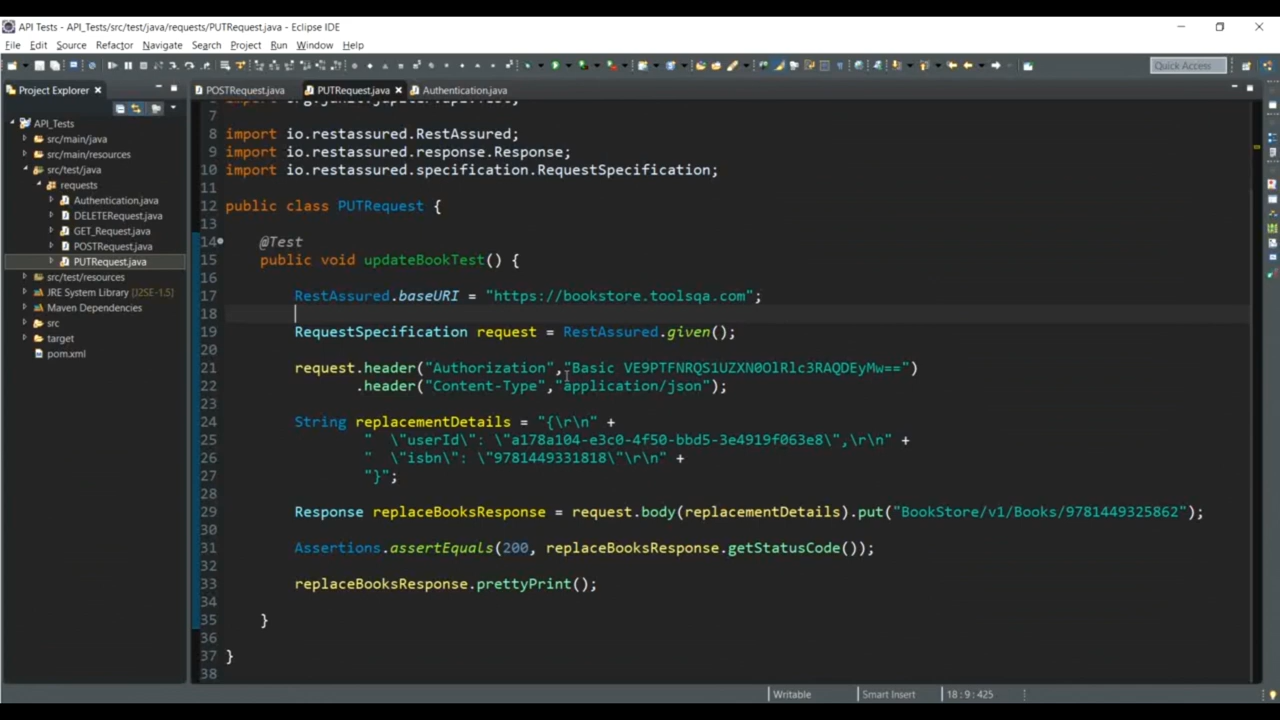 API Tests - API_Tests/src/test/java/requests/PUTRequest.java - Eclipse IDE
File Edit Source Refactor Navigate Search Project Run Window Help
Quick Access
Project Explorer
POSTRequest.java PUTRequest.java Authentication.java
API_Tests
src/main/java
src/main/resources
src/test/java
requests
Authentication.java
DELETERequest.java
GET_Request.java
POSTRequest.java
PUTRequest.java
src/test/resources
JRE System Library [J2SE-1.5]
Maven Dependencies
src
target
pom.xml
7
8 import io.restassured.RestAssured;
9 import io.restassured.response.Response;
10 import io.restassured.specification.RequestSpecification;
11
12 public class PUTRequest {
13
14 @Test
15 public void updateBookTest() {
16
17 RestAssured.baseURI = "https://bookstore.toolsqa.com";
18
19 RequestSpecification request = RestAssured.given();
20
21 request.header("Authorization","Basic VE9PTFNRQS1UZXN0OlRlc3RAQDEyMw==")
22 .header("Content-Type","application/json");
23
24 String replacementDetails = "{\r\n" +
25 " \"userId\": \"a178a104-e3c0-4f50-bbd5-3e4919f063e8\",\r\n" +
26 " \"isbn\": \"9781449331818\"\r\n" +
27 "}";
28
29 Response replaceBooksResponse = request.body(replacementDetails).put("BookStore/v1/Books/9781449325862");
30
31 Assertions.assertEquals(200, replaceBooksResponse.getStatusCode());
32
33 replaceBooksResponse.prettyPrint();
34
35 }
36
37 }
38
Writable Smart Insert 18 : 9 : 425